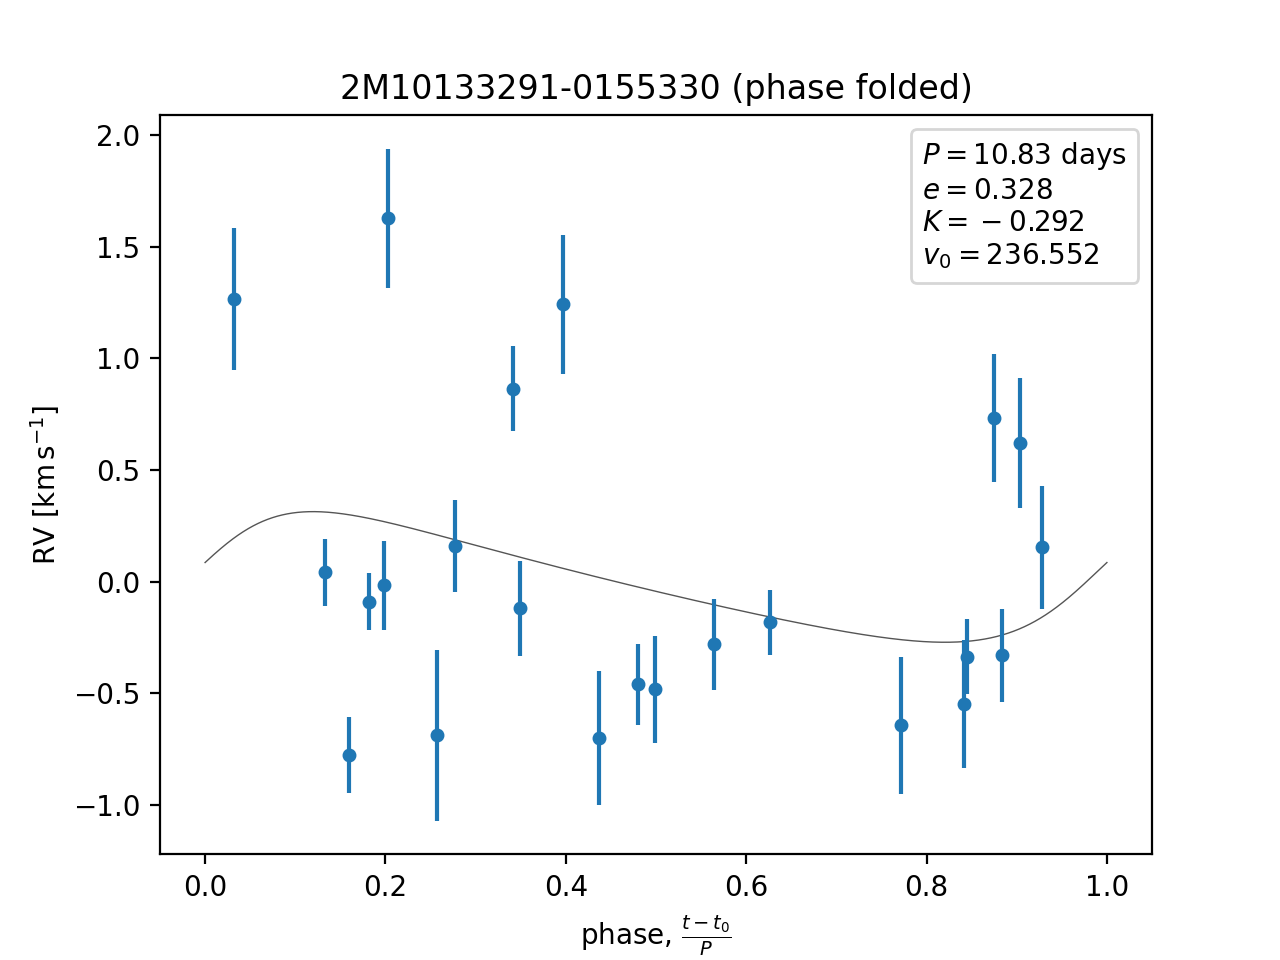 2M10133291-0155330 (phase folded)
P = 10.83 days
e = 0.328
K = −0.292
v₀ = 236.552
2.0
1.5
1.0
0.5
0.0
−0.5
−1.0
RV [km s⁻¹]
0.0 0.2 0.4 0.6 0.8 1.0
phase, (t − t₀)/P